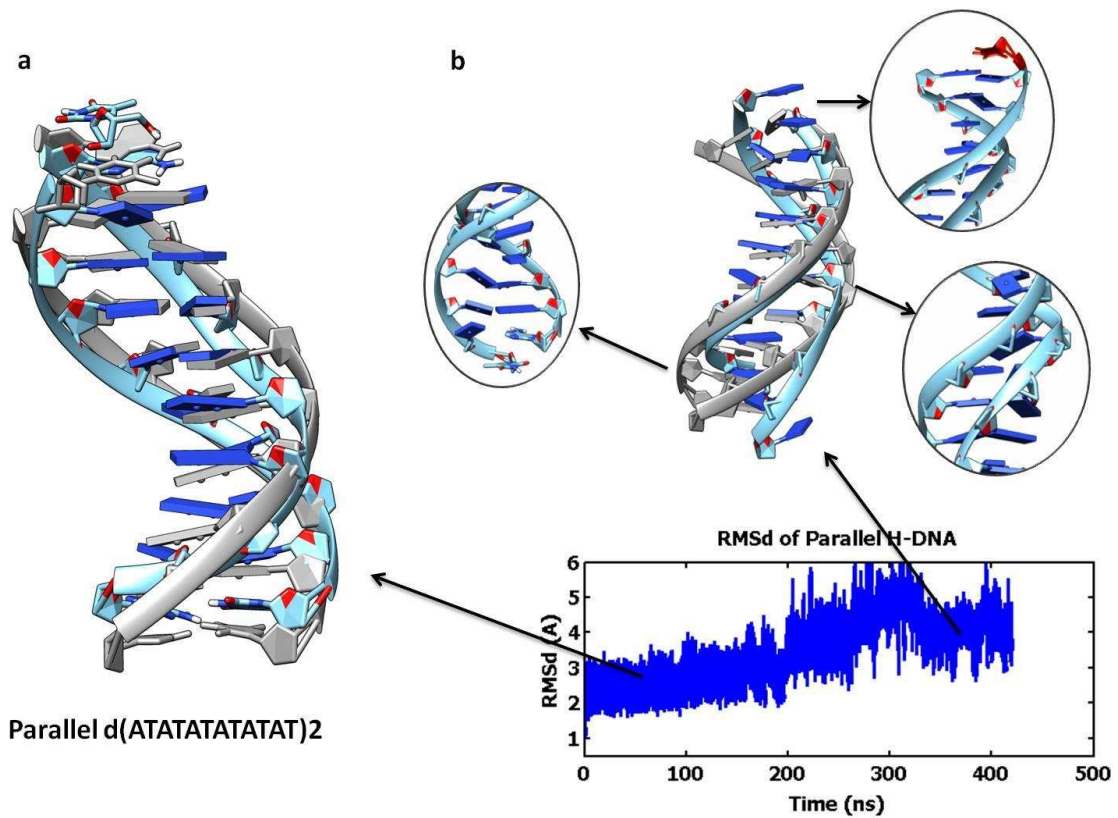 a
b
Parallel d(ATATATATATAT)2
RMSd of Parallel H-DNA
RMSd (A)
6
5
4
3
2
1
0
100
200
300
400
500
Time (ns)